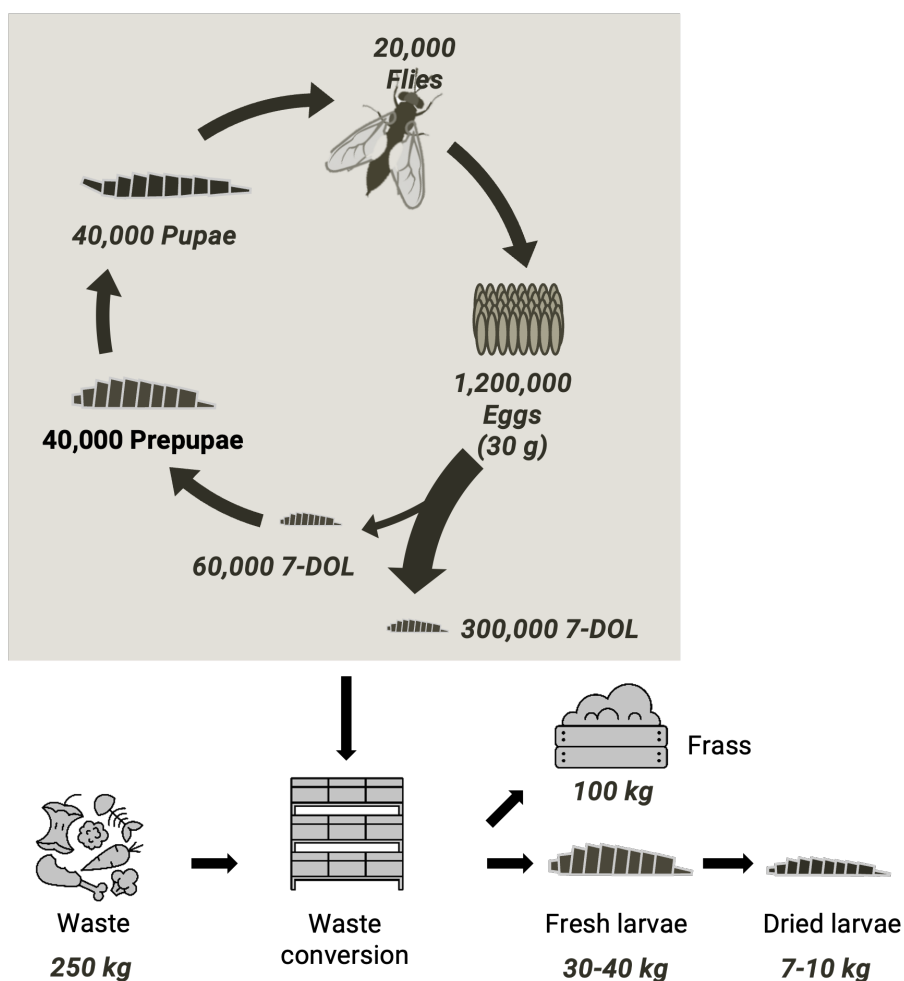 20,000
Flies
40,000 Pupae
1,200,000
Eggs
(30 g)
40,000 Prepupae
60,000 7-DOL
300,000 7-DOL
Frass
100 kg
Waste
250 kg
Waste
conversion
Fresh larvae
30-40 kg
Dried larvae
7-10 kg